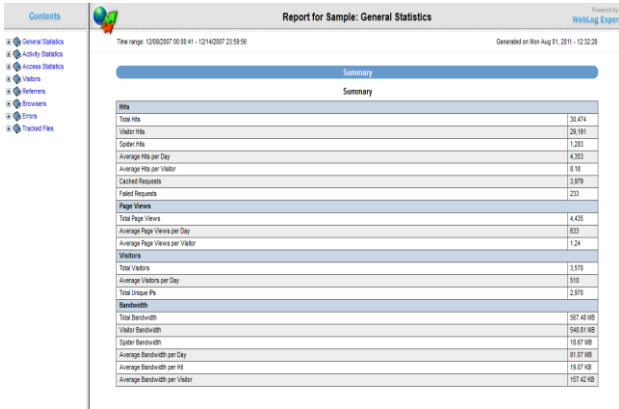 Contents
General Statistics
Activity Statistics
Access Statistics
Visitors
Referrers
Browsers
Errors
Tracked Files
Report for Sample: General Statistics
Powered by
WebLog Exper
Time range: 12/08/2007 00:00:41 - 12/14/2007 23:59:56
Generated on Mon Aug 01, 2011 - 12:32:28
Summary
Summary
Hits
Total Hits 30,474
Visitor Hits 29,191
Spider Hits 1,283
Average Hits per Day 4,353
Average Hits per Visitor 8.18
Cached Requests 3,979
Failed Requests 233
Page Views
Total Page Views 4,435
Average Page Views per Day 633
Average Page Views per Visitor 1.24
Visitors
Total Visitors 3,570
Average Visitors per Day 510
Total Unique IPs 2,970
Bandwidth
Total Bandwidth 567.48 MB
Visitor Bandwidth 548.81 MB
Spider Bandwidth 18.67 MB
Average Bandwidth per Day 81.07 MB
Average Bandwidth per Hit 19.07 KB
Average Bandwidth per Visitor 157.42 KB